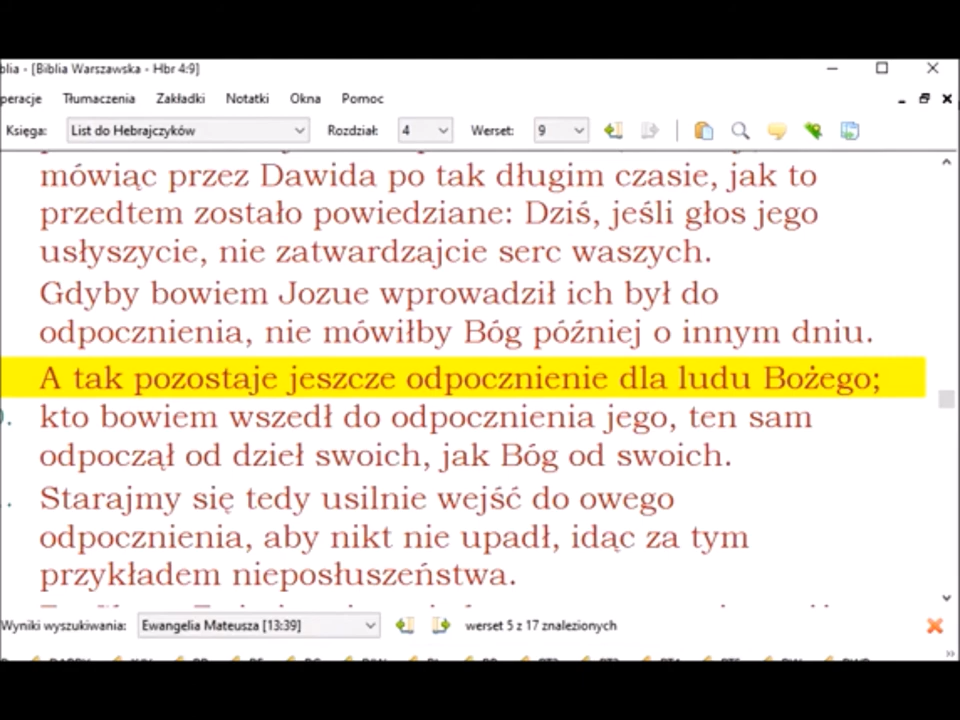 blia - [Biblia Warszawska - Hbr 4:9]
peracje Tłumaczenia Zakładki Notatki Okna Pomoc
Księga: List do Hebrajczyków Rozdział: 4 Werset: 9
mówiąc przez Dawida po tak długim czasie, jak to
przedtem zostało powiedziane: Dziś, jeśli głos jego
usłyszycie, nie zatwardzajcie serc waszych.
Gdyby bowiem Jozue wprowadził ich był do
odpocznienia, nie mówiłby Bóg później o innym dniu.
A tak pozostaje jeszcze odpocznienie dla ludu Bożego;
kto bowiem wszedł do odpocznienia jego, ten sam
odpoczął od dzieł swoich, jak Bóg od swoich.
Starajmy się tedy usilnie wejść do owego
odpocznienia, aby nikt nie upadł, idąc za tym
przykładem nieposłuszeństwa.
Wyniki wyszukiwania: Ewangelia Mateusza [13:39] werset 5 z 17 znalezionych